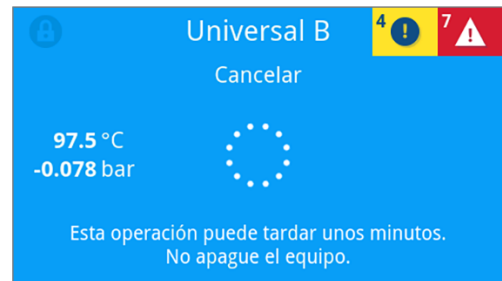 Universal B
4
7
Cancelar
97.5 °C
-0.078 bar
Esta operación puede tardar unos minutos.
No apague el equipo.